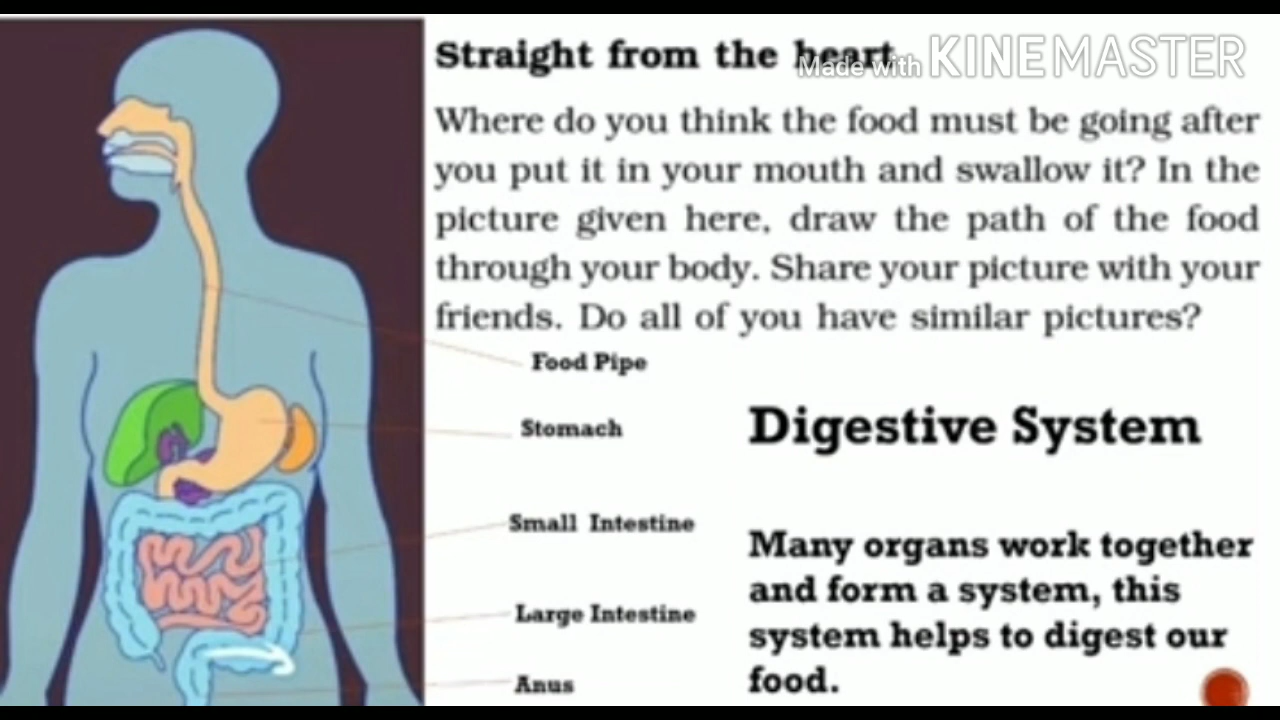 Straight from the heart
Made with KINEMASTER
Where do you think the food must be going after
you put it in your mouth and swallow it? In the
picture given here, draw the path of the food
through your body. Share your picture with your
friends. Do all of you have similar pictures?
Food Pipe
Stomach
Digestive System
Small Intestine
Many organs work together
and form a system, this
system helps to digest our
food.
Large Intestine
Anus